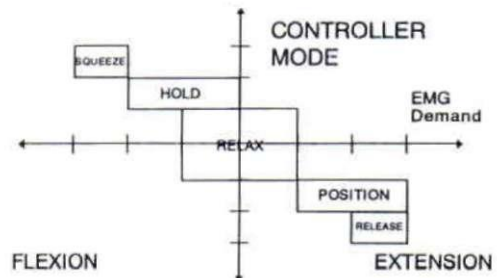 CONTROLLER
MODE
SQUEEZE
HOLD
EMG
Demand
RELAX
POSITION
RELEASE
FLEXION
EXTENSION